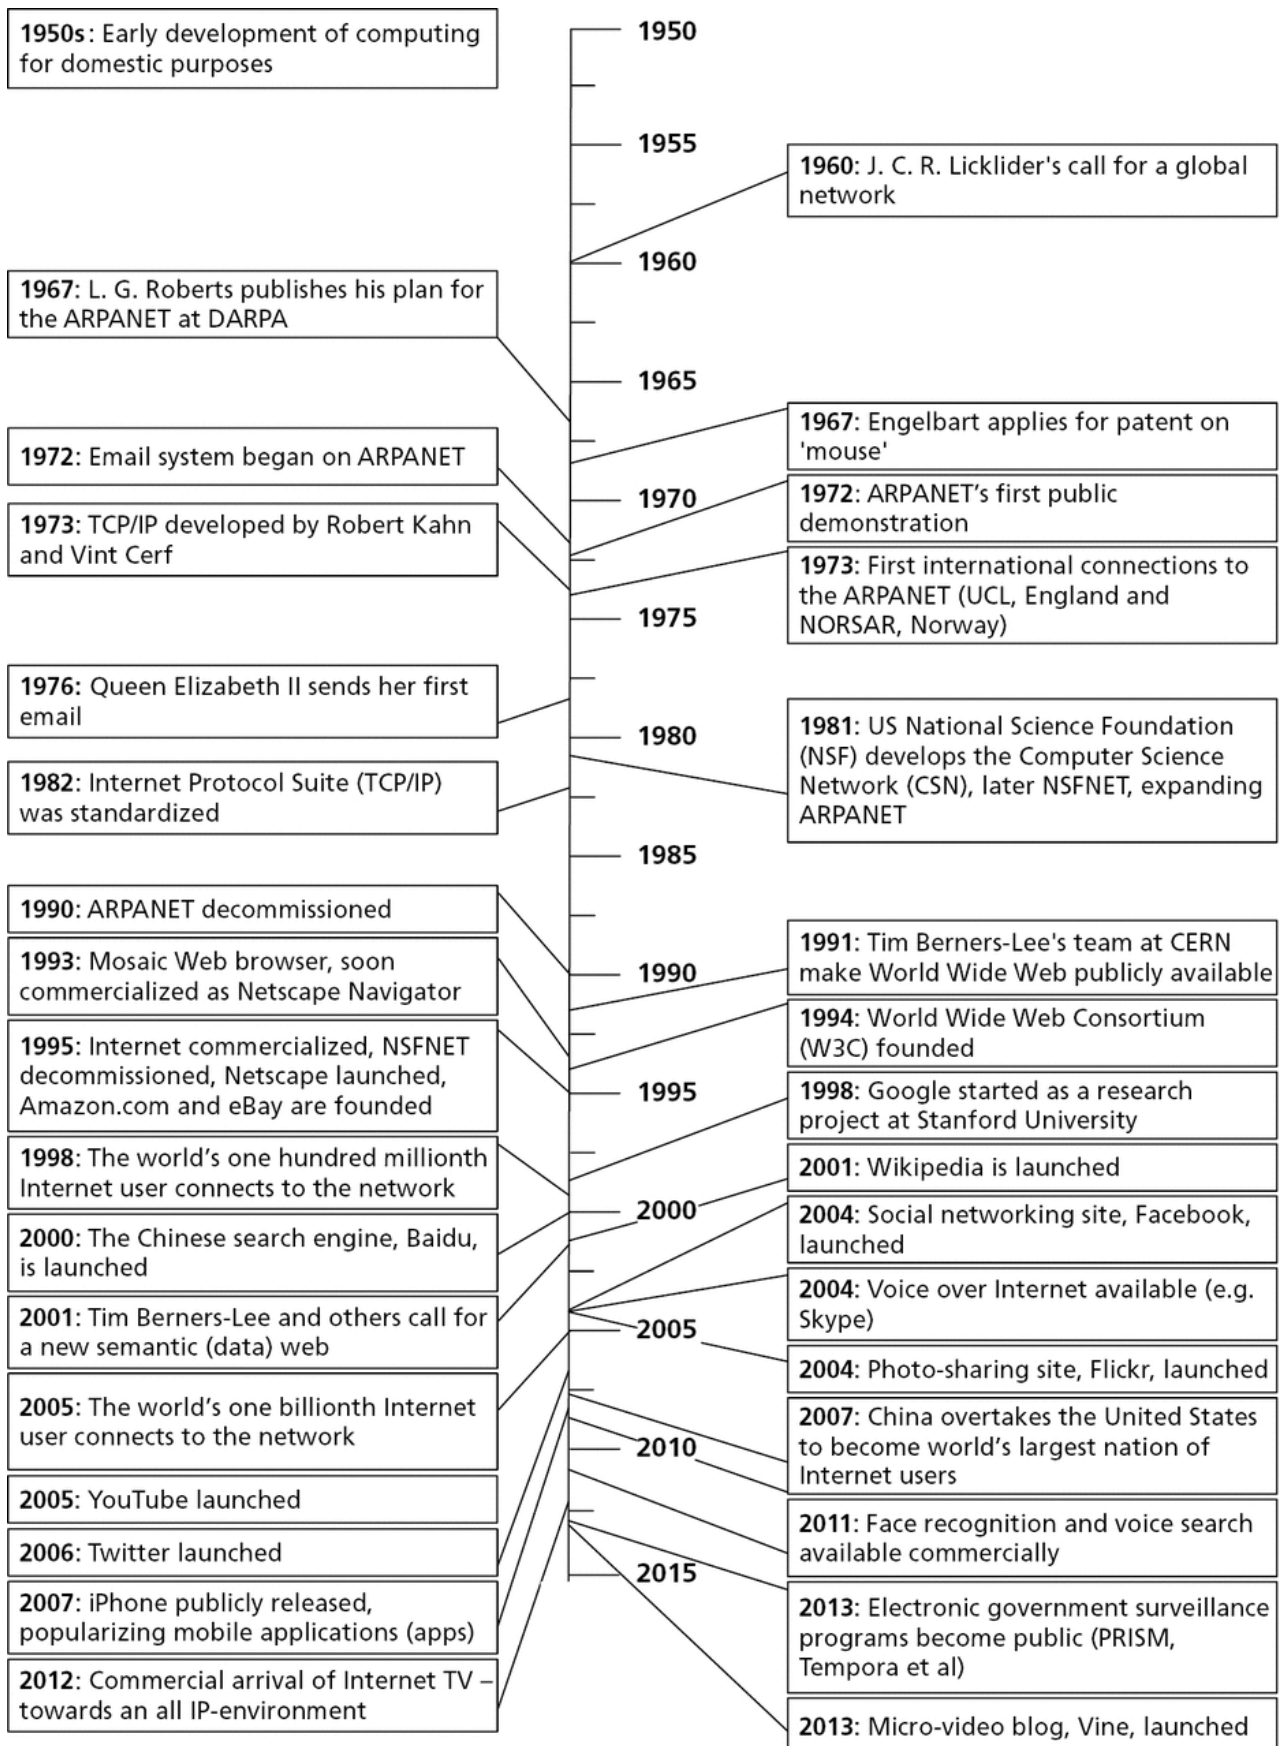 1950s: Early development of computing
for domestic purposes
1967: L. G. Roberts publishes his plan for
the ARPANET at DARPA
1972: Email system began on ARPANET
1973: TCP/IP developed by Robert Kahn
and Vint Cerf
1976: Queen Elizabeth II sends her first
email
1982: Internet Protocol Suite (TCP/IP)
was standardized
1990: ARPANET decommissioned
1993: Mosaic Web browser, soon
commercialized as Netscape Navigator
1995: Internet commercialized, NSFNET
decommissioned, Netscape launched,
Amazon.com and eBay are founded
1998: The world’s one hundred millionth
Internet user connects to the network
2000: The Chinese search engine, Baidu,
is launched
2001: Tim Berners-Lee and others call for
a new semantic (data) web
2005: The world’s one billionth Internet
user connects to the network
2005: YouTube launched
2006: Twitter launched
2007: iPhone publicly released,
popularizing mobile applications (apps)
2012: Commercial arrival of Internet TV –
towards an all IP-environment
1950
1955
1960
1965
1970
1975
1980
1985
1990
1995
2000
2005
2010
2015
1960: J. C. R. Licklider's call for a global
network
1967: Engelbart applies for patent on
'mouse'
1972: ARPANET’s first public
demonstration
1973: First international connections to
the ARPANET (UCL, England and
NORSAR, Norway)
1981: US National Science Foundation
(NSF) develops the Computer Science
Network (CSN), later NSFNET, expanding
ARPANET
1991: Tim Berners-Lee's team at CERN
make World Wide Web publicly available
1994: World Wide Web Consortium
(W3C) founded
1998: Google started as a research
project at Stanford University
2001: Wikipedia is launched
2004: Social networking site, Facebook,
launched
2004: Voice over Internet available (e.g.
Skype)
2004: Photo-sharing site, Flickr, launched
2007: China overtakes the United States
to become world’s largest nation of
Internet users
2011: Face recognition and voice search
available commercially
2013: Electronic government surveillance
programs become public (PRISM,
Tempora et al)
2013: Micro-video blog, Vine, launched